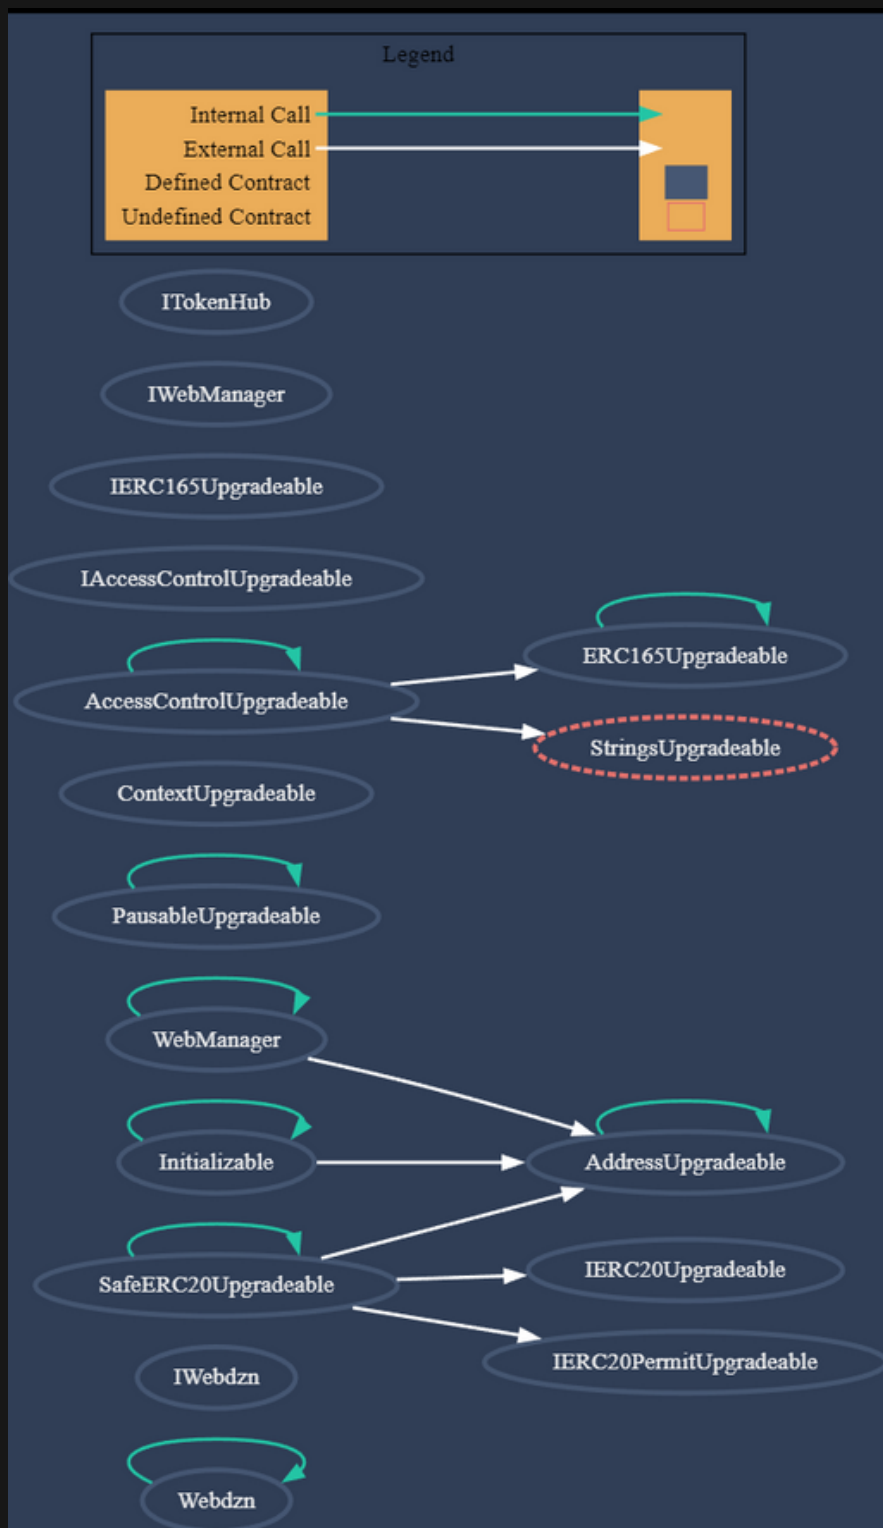 Legend
Internal Call
External Call
Defined Contract
Undefined Contract
ITokenHub
IWebManager
IERC165Upgradeable
IAccessControlUpgradeable
ERC165Upgradeable
AccessControlUpgradeable
StringsUpgradeable
ContextUpgradeable
PausableUpgradeable
WebManager
Initializable
AddressUpgradeable
SafeERC20Upgradeable
IERC20Upgradeable
IERC20PermitUpgradeable
IWebdzn
Webdzn